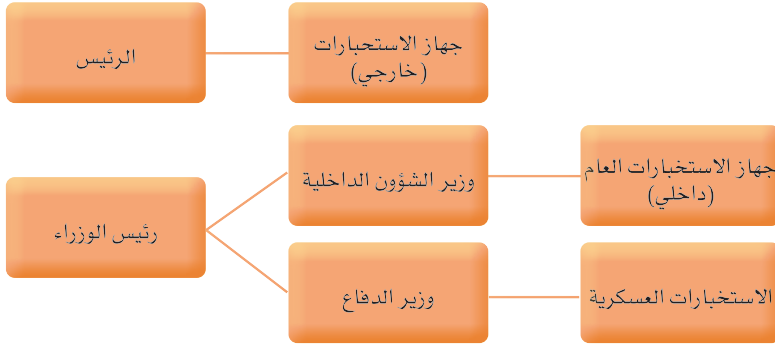 الرئيس
جهاز الاستخبارات
(خارجي)
رئيس الوزراء
وزير الشؤون الداخلية
جهاز الاستخبارات العام
(داخلي)
وزير الدفاع
الاستخبارات العسكرية